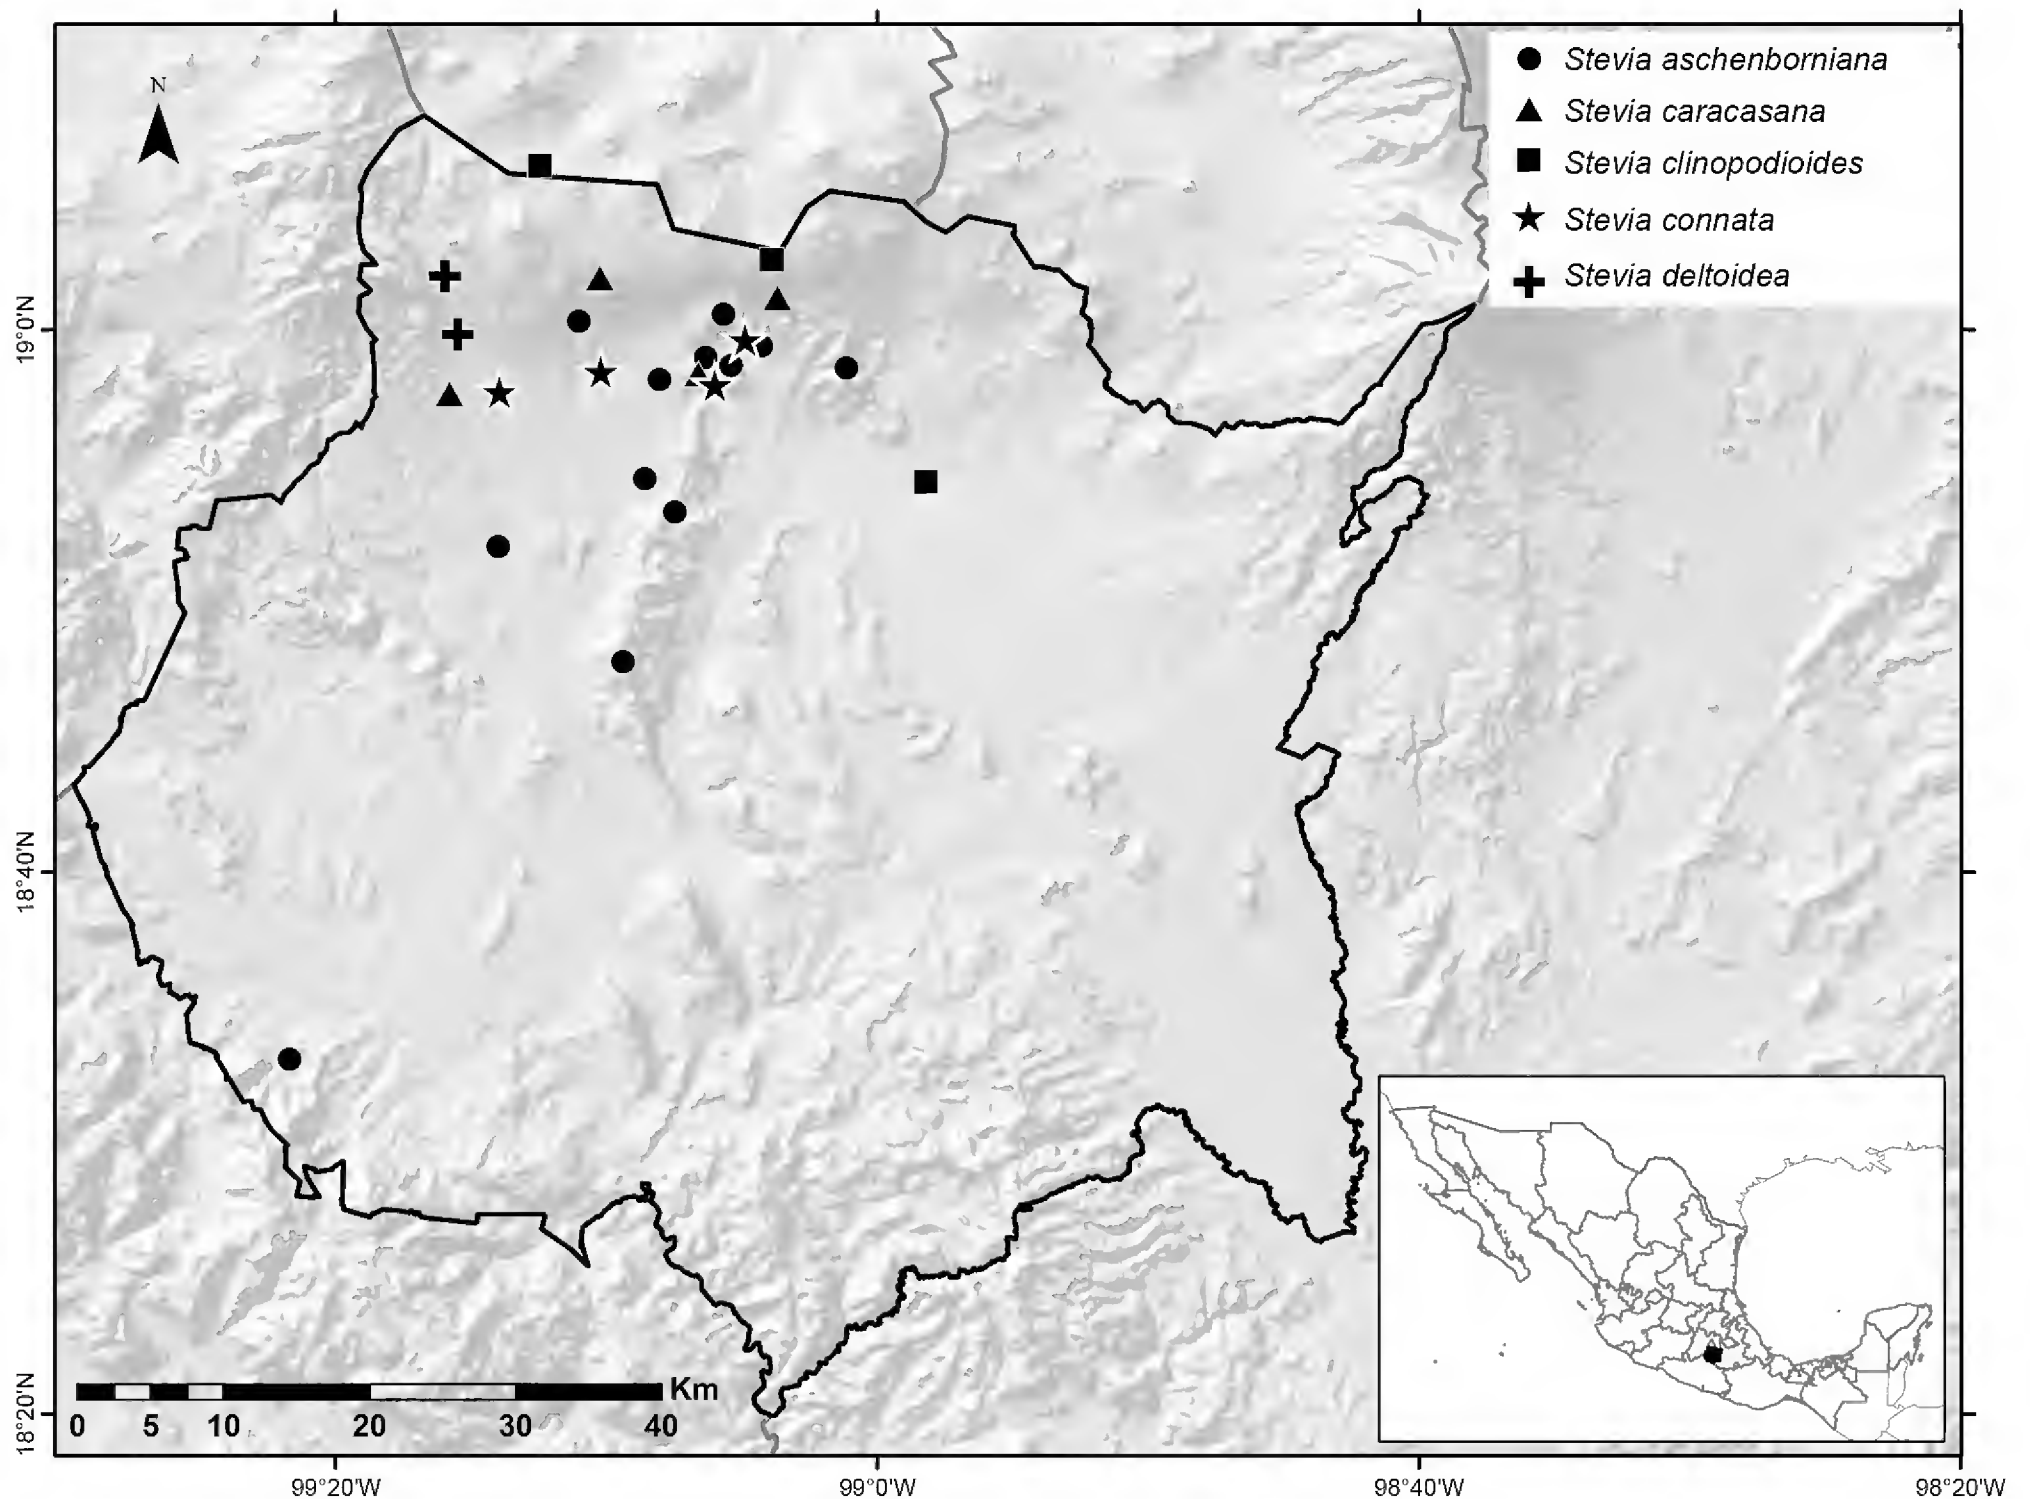 N
Stevia aschenborniana
Stevia caracasana
Stevia clinopodioides
Stevia connata
Stevia deltoidea
19°0'N
18°40'N
18°20'N
Km
0 5 10 20 30 40
99°20'W 99°0'W 98°40'W 98°20'W